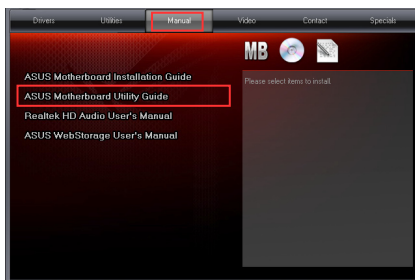 Drivers Utilities Manual Video Contact Specials
MB
ASUS Motherboard Installation Guide
Please select items to install.
ASUS Motherboard Utility Guide
Realtek HD Audio User's Manual
ASUS WebStorage User's Manual